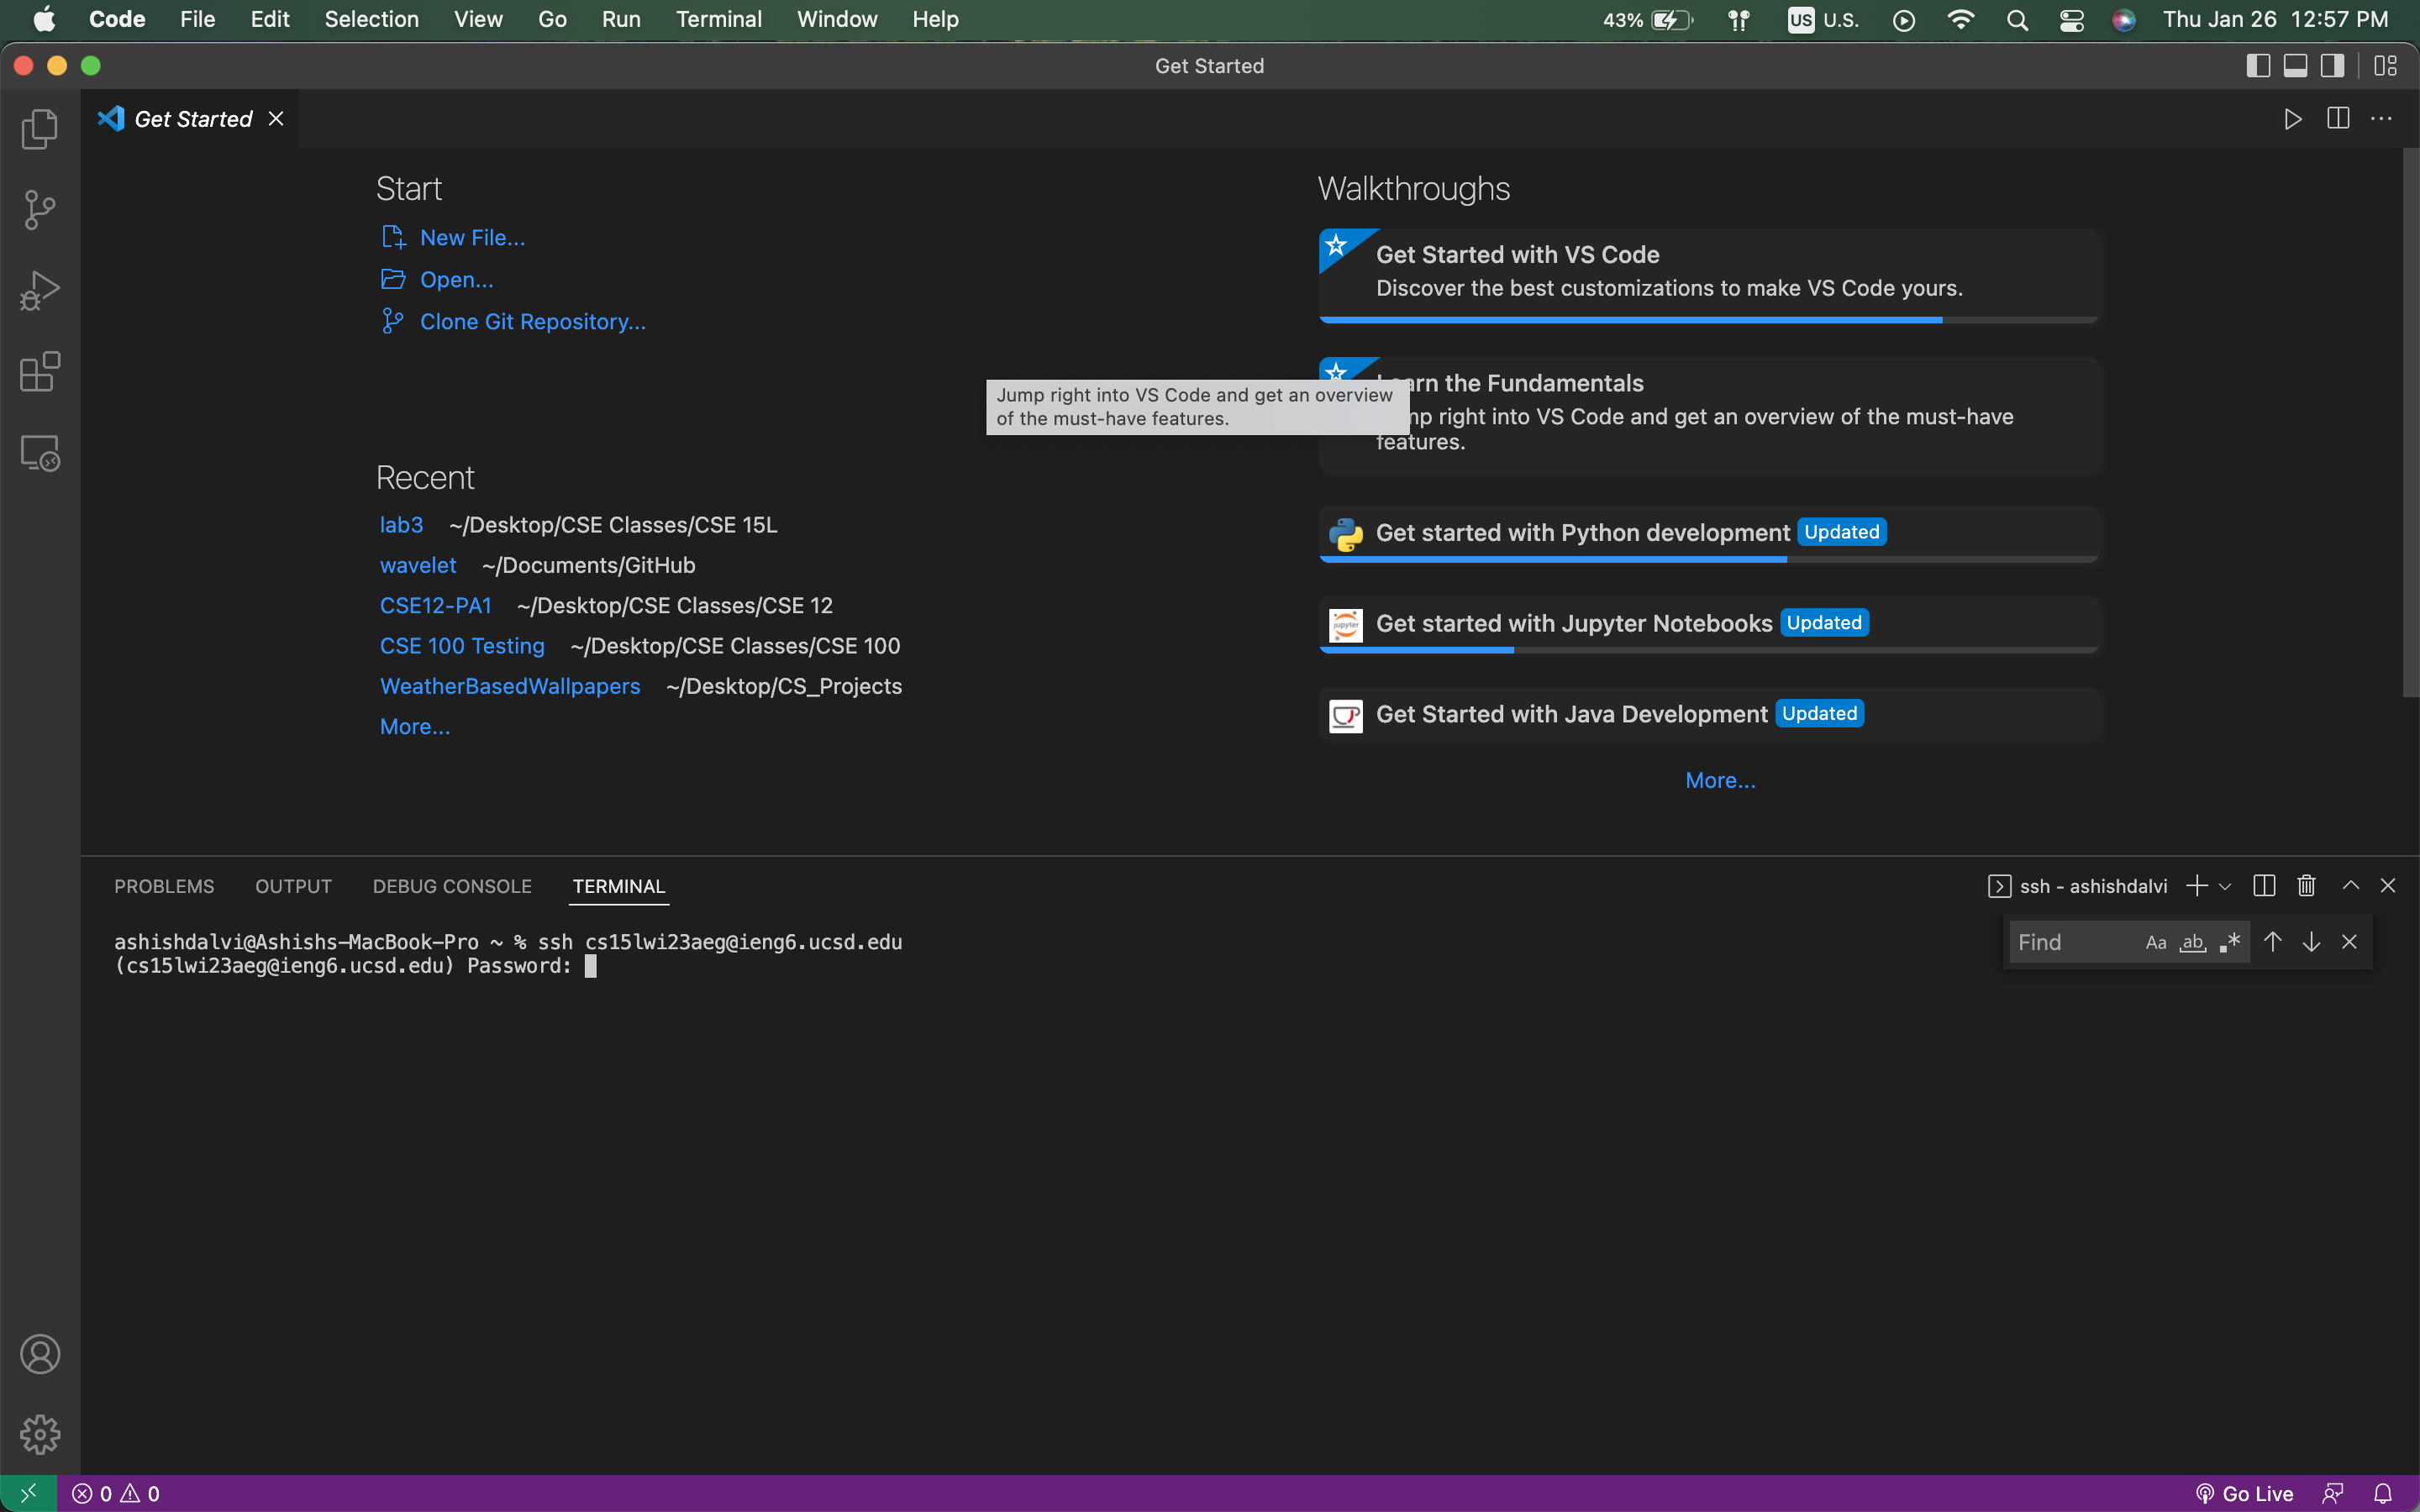 Code File Edit Selection View Go Run Terminal Window Help 43% US U.S. Thu Jan 26 12:57 PM
Get Started
Get Started
Start
New File...
Open...
Clone Git Repository...
Recent
lab3 ~/Desktop/CSE Classes/CSE 15L
wavelet ~/Documents/GitHub
CSE12-PA1 ~/Desktop/CSE Classes/CSE 12
CSE 100 Testing ~/Desktop/CSE Classes/CSE 100
WeatherBasedWallpapers ~/Desktop/CS_Projects
More...
Walkthroughs
Get Started with VS Code
Discover the best customizations to make VS Code yours.
the Fundamentals
right into VS Code and get an overview of the must-have
features.
Jump right into VS Code and get an overview
of the must-have features.
Get started with Python development Updated
jupyter Get started with Jupyter Notebooks Updated
Get Started with Java Development Updated
More...
PROBLEMS OUTPUT DEBUG CONSOLE TERMINAL ssh - ashishdalvi
Find Aa ab
ashishdalvi@Ashishs-MacBook-Pro ~ % ssh cs15lwi23aeg@ieng6.ucsd.edu
(cs15lwi23aeg@ieng6.ucsd.edu) Password:
0 0 Go Live